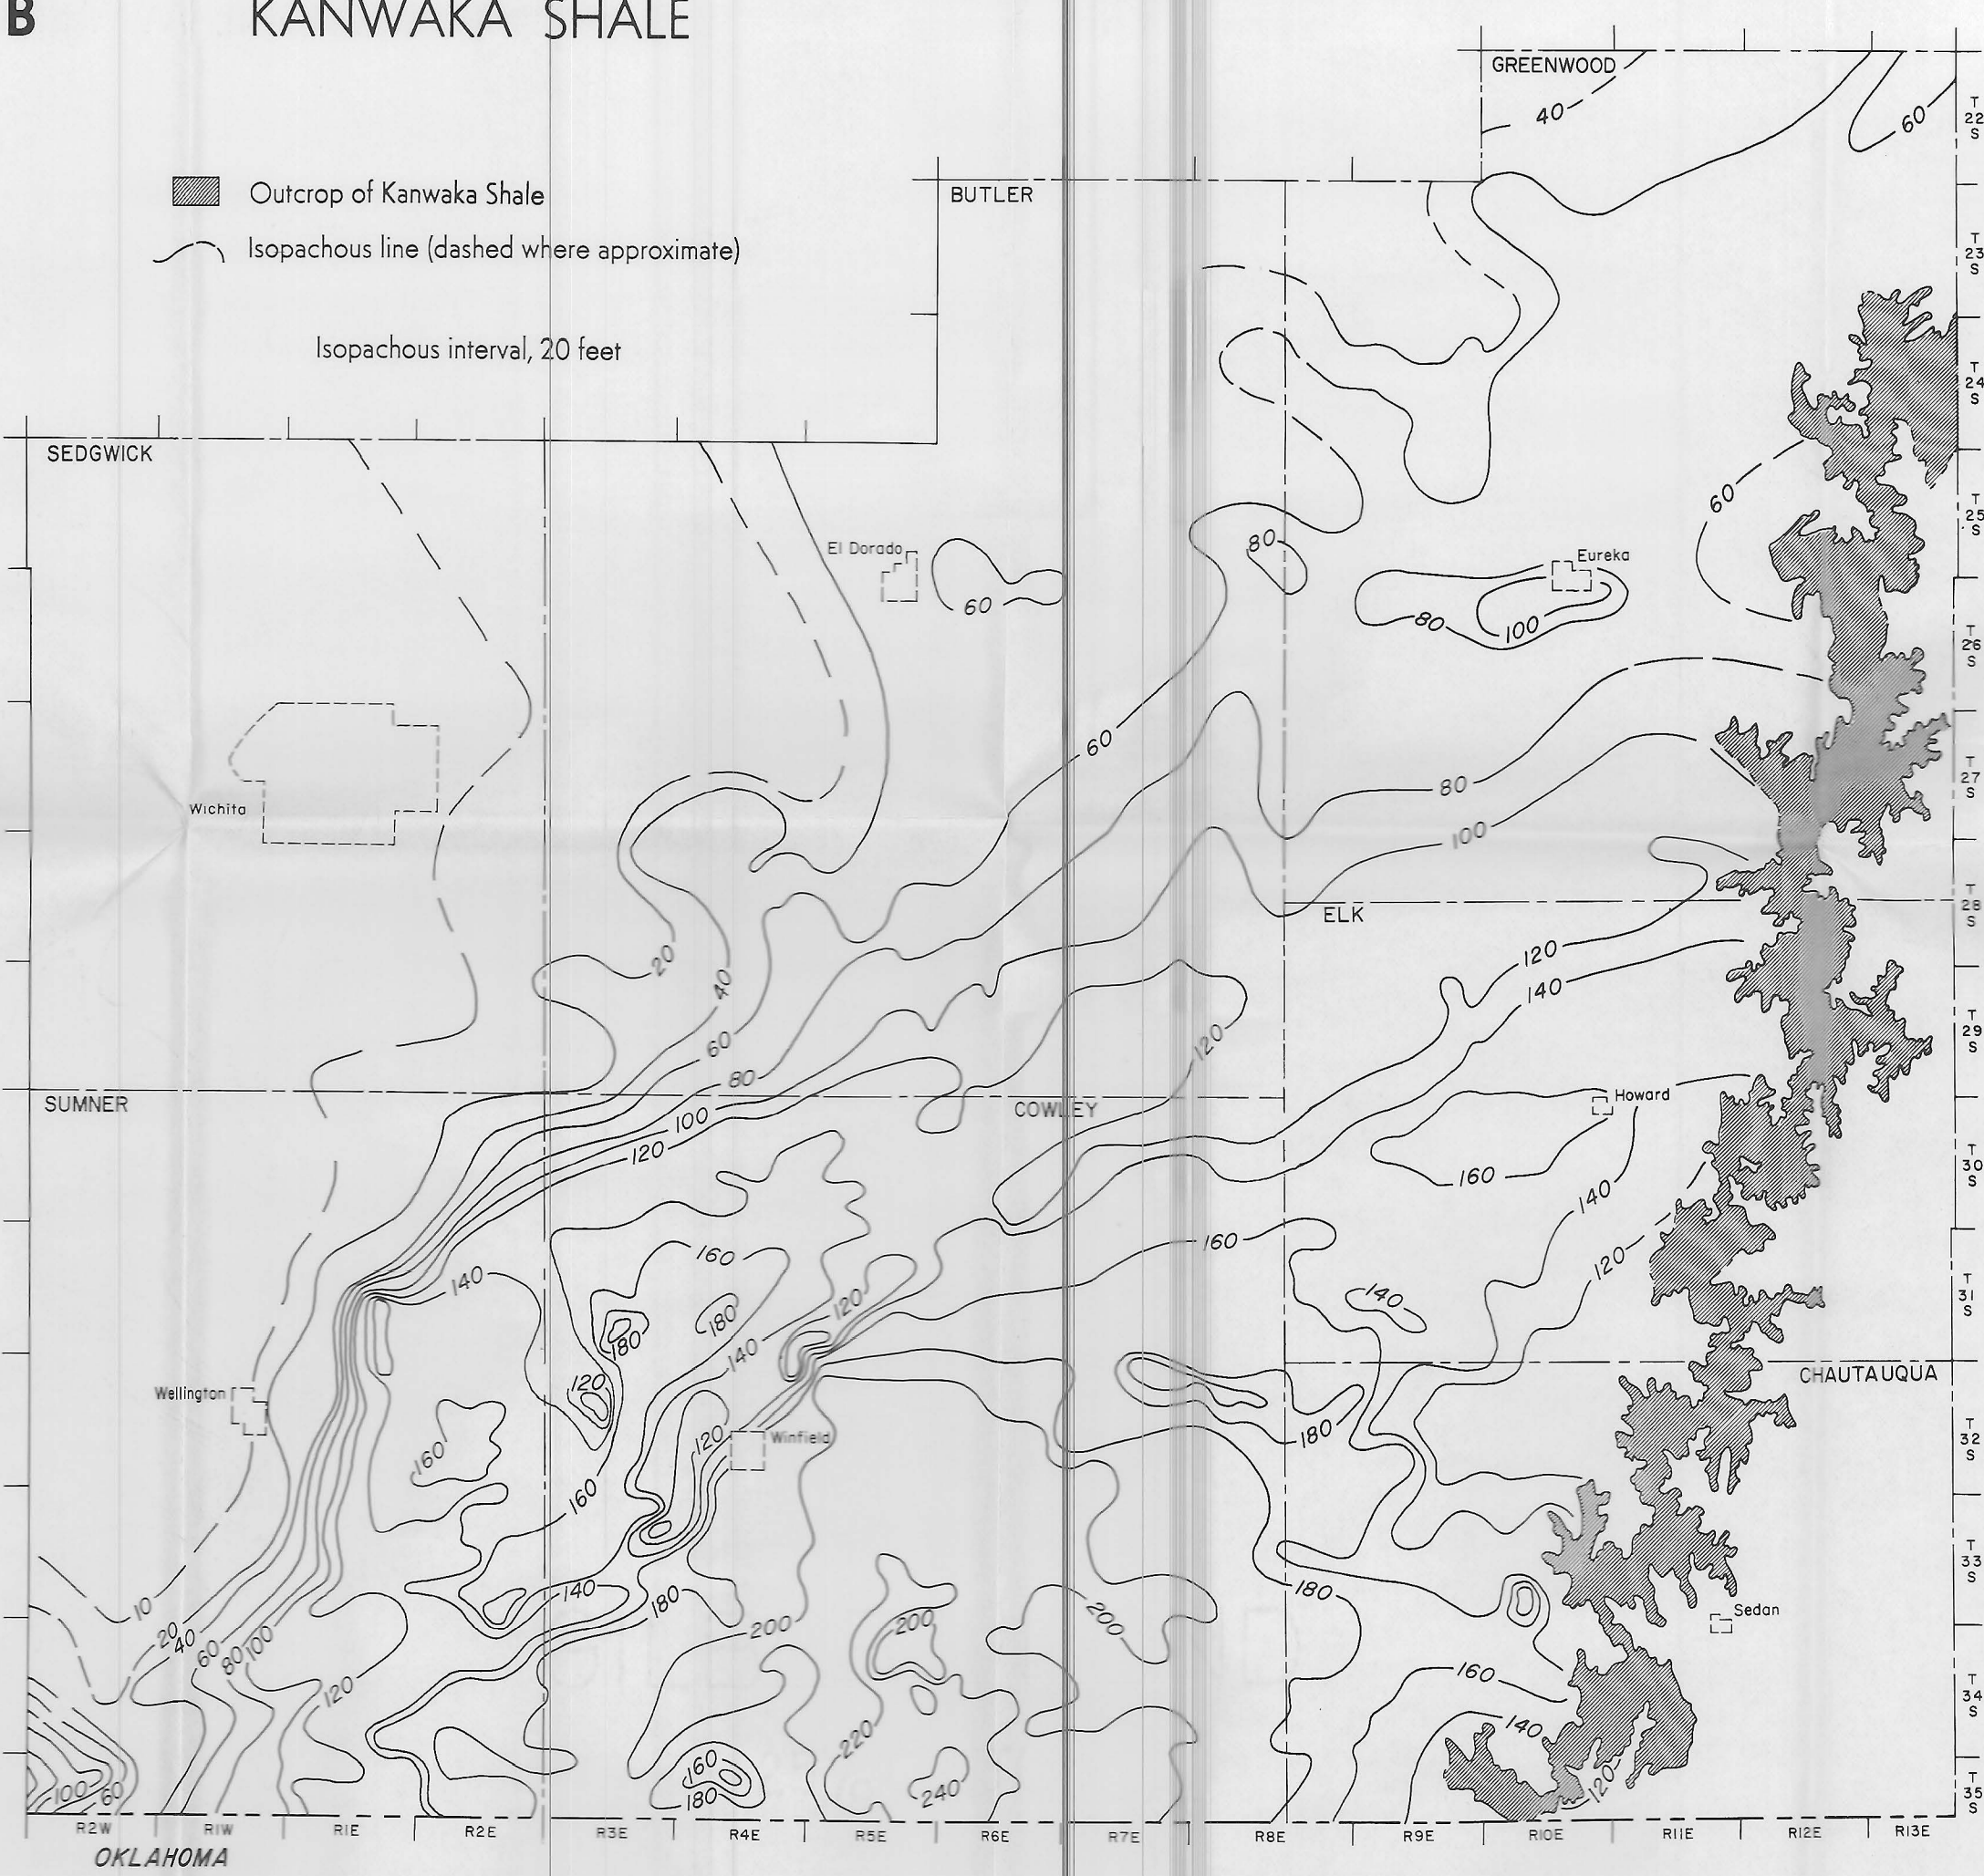 B KANWAKA SHALE
GREENWOOD
40
60
T 22 S
Outcrop of Kanwaka Shale
BUTLER
Isopachous line (dashed where approximate)
T 23 S
Isopachous interval, 20 feet
T 24 S
SEDGWICK
60
T 25 S
El Dorado
80
Eureka
60
80
100
T 26 S
60
Wichita
80
T 27 S
100
ELK
T 28 S
20
40
120
140
60
120
T 29 S
80
SUMNER
100
COWLEY
Howard
120
160
T 30 S
140
160
160
140
120
180
120
140
T 31 S
180
140
CHAUTAUQUA
Wellington
120
120
Winfield
180
T 32 S
160
160
T 33 S
10
140
180
180
Sedan
20
40
60
80
100
200
200
200
120
160
T 34 S
220
140
100
60
160
180
240
120
T 35 S
R2W R1W R1E R2E R3E R4E R5E R6E R7E R8E R9E R10E R11E R12E R13E
OKLAHOMA